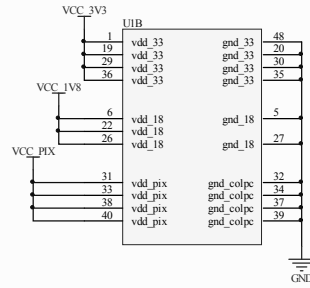 VCC_3V3
U1B
1 vdd_33 gnd_33 48
19 vdd_33 gnd_33 20
29 vdd_33 gnd_33 30
36 vdd_33 gnd_33 35
VCC_1V8
6 vdd_18 gnd_18 5
22 vdd_18
26 vdd_18 gnd_18 27
VCC_PIX
31 vdd_pix gnd_colpc 32
33 vdd_pix gnd_colpc 34
38 vdd_pix gnd_colpc 37
40 vdd_pix gnd_colpc 39
GND